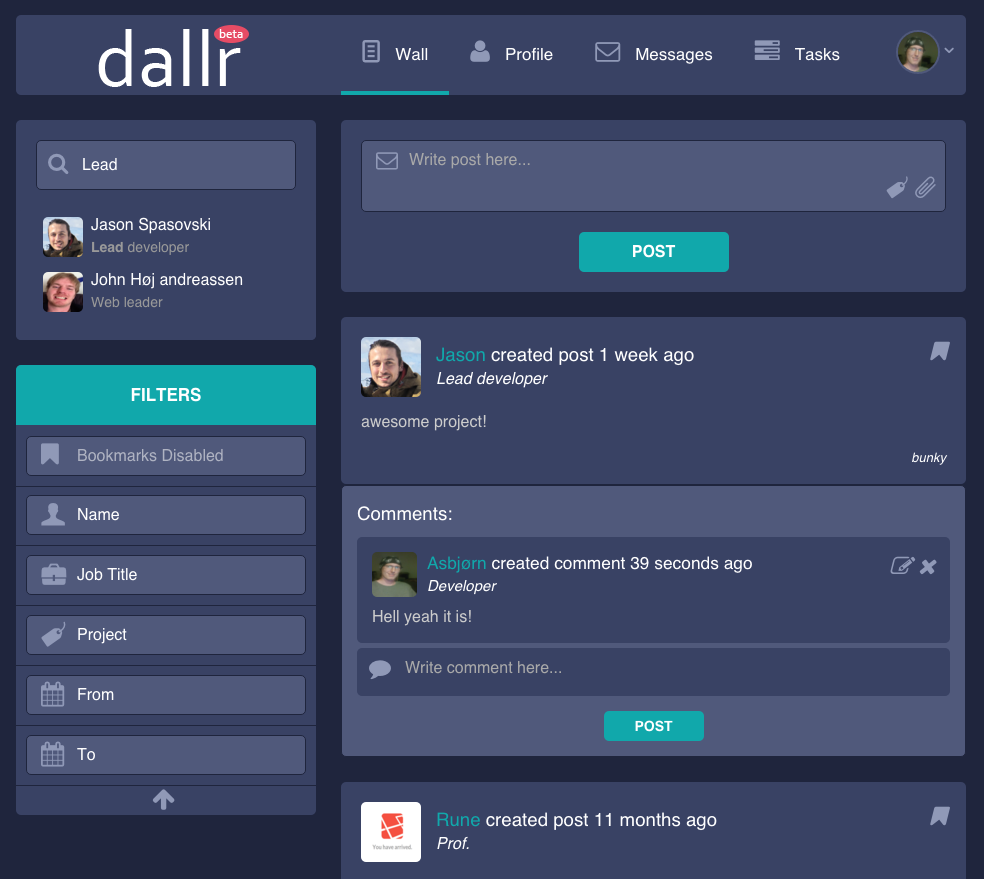 dallr beta
Wall Profile Messages Tasks
Lead
Jason Spasovski
Lead developer
John Høj andreassen
Web leader
FILTERS
Bookmarks Disabled
Name
Job Title
Project
From
To
Write post here...
POST
Jason created post 1 week ago
Lead developer
awesome project!
bunky
Comments:
Asbjørn created comment 39 seconds ago
Developer
Hell yeah it is!
Write comment here...
POST
Rune created post 11 months ago
Prof.
You have arrived.